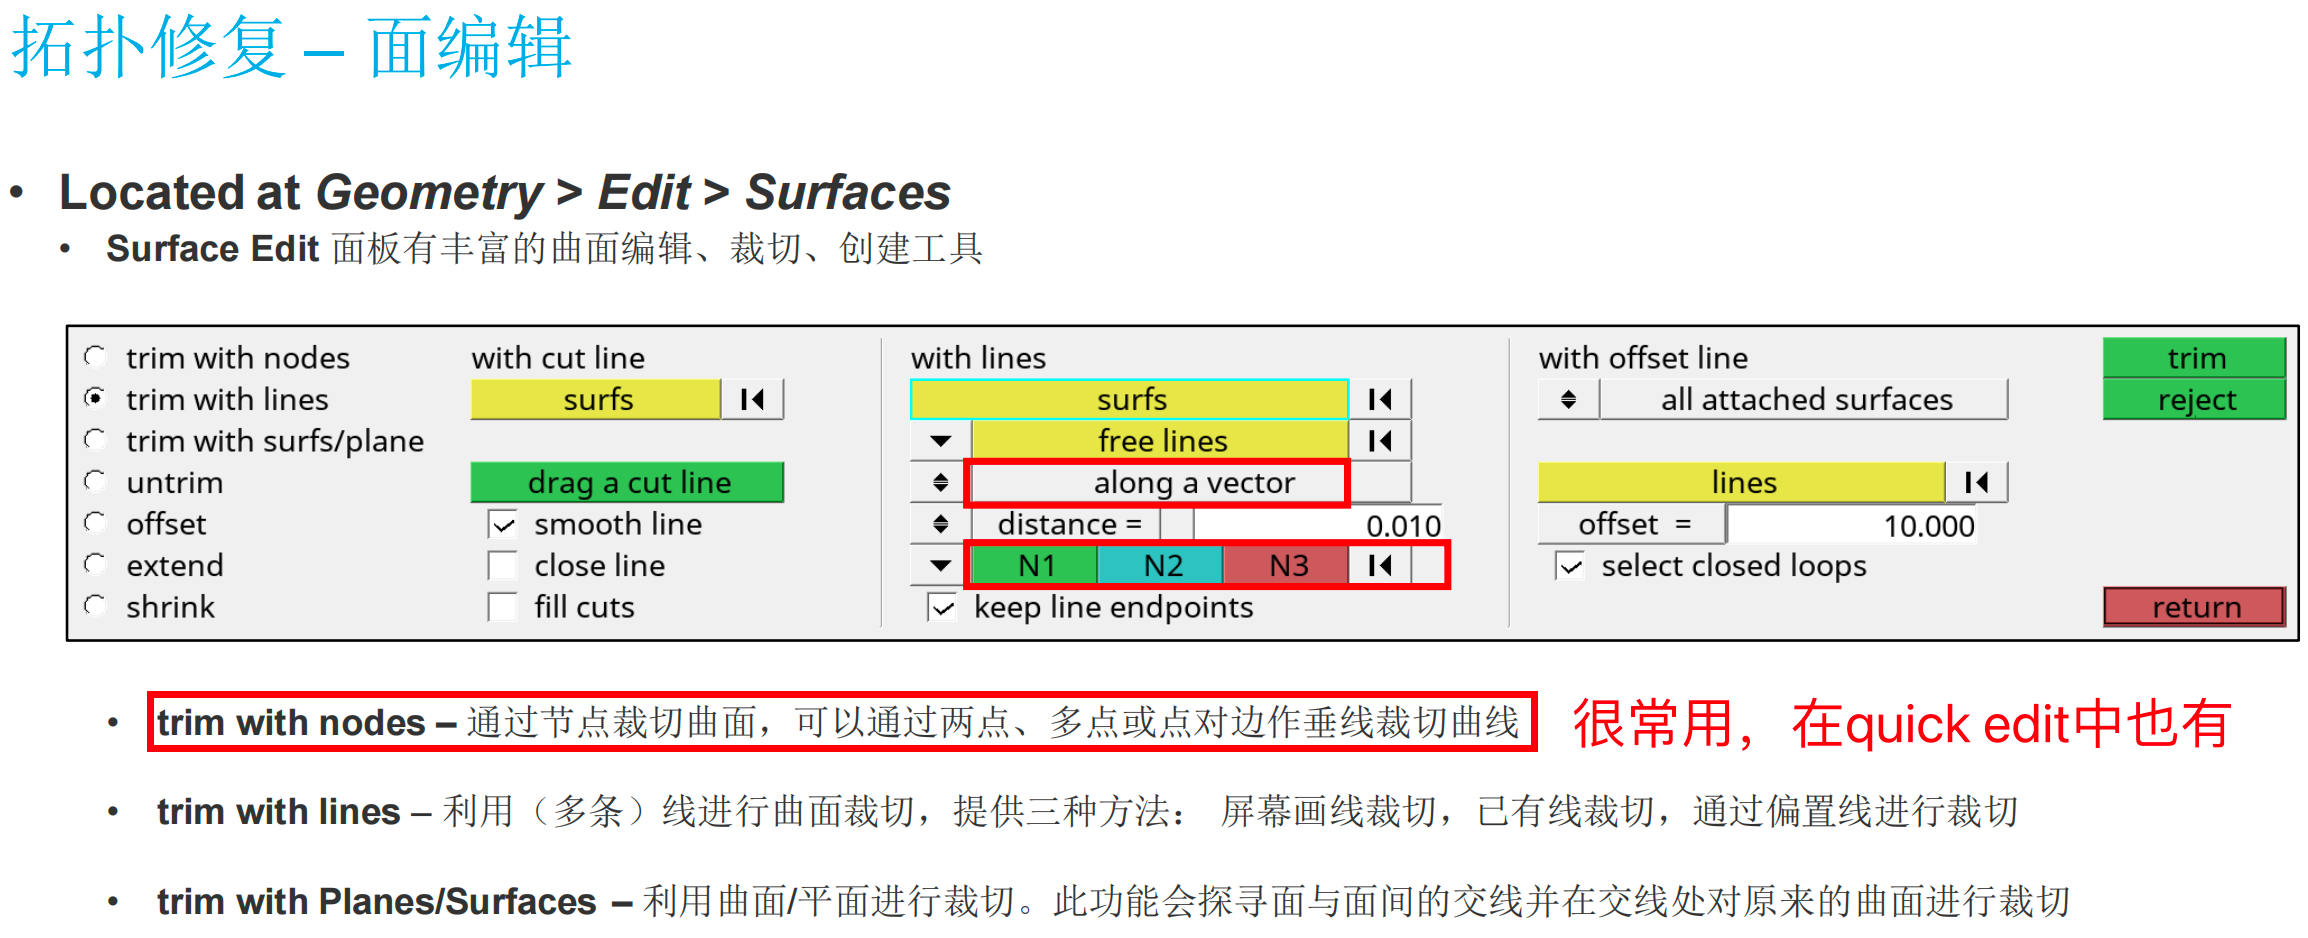 拓扑修复 – 面编辑
• Located at Geometry > Edit > Surfaces
• Surface Edit 面板有丰富的曲面编辑、裁切、创建工具
trim with nodes
trim with lines
trim with surfs/plane
untrim
offset
extend
shrink
with cut line
surfs
drag a cut line
smooth line
close line
fill cuts
with lines
surfs
free lines
along a vector
distance = 0.010
N1 N2 N3
keep line endpoints
with offset line
all attached surfaces
lines
offset = 10.000
select closed loops
trim
reject
return
• trim with nodes – 通过节点裁切曲面，可以通过两点、多点或点对边作垂线裁切曲线 很常用，在quick edit中也有
• trim with lines – 利用（多条）线进行曲面裁切，提供三种方法： 屏幕画线裁切，已有线裁切，通过偏置线进行裁切
• trim with Planes/Surfaces – 利用曲面/平面进行裁切。此功能会探寻面与面间的交线并在交线处对原来的曲面进行裁切